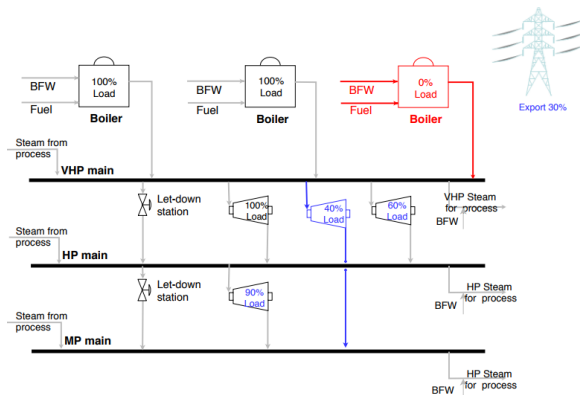 BFW
100%
Load
Fuel
Boiler
BFW
100%
Load
Fuel
Boiler
BFW
0%
Load
Fuel
Boiler
Export 30%
Steam from
process
VHP main
Let-down
station
100%
Load
40%
Load
60%
Load
VHP Steam
for process
BFW
Steam from
process
HP main
Let-down
station
90%
Load
HP Steam
for process
BFW
Steam from
process
MP main
HP Steam
for process
BFW